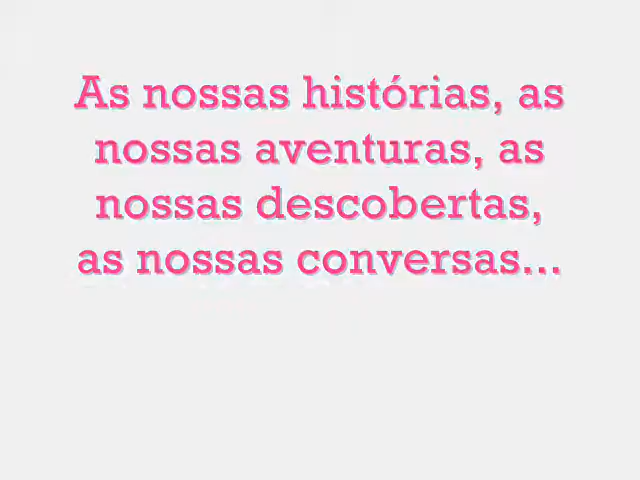 As nossas histórias, as
nossas aventuras, as
nossas descobertas,
as nossas conversas...